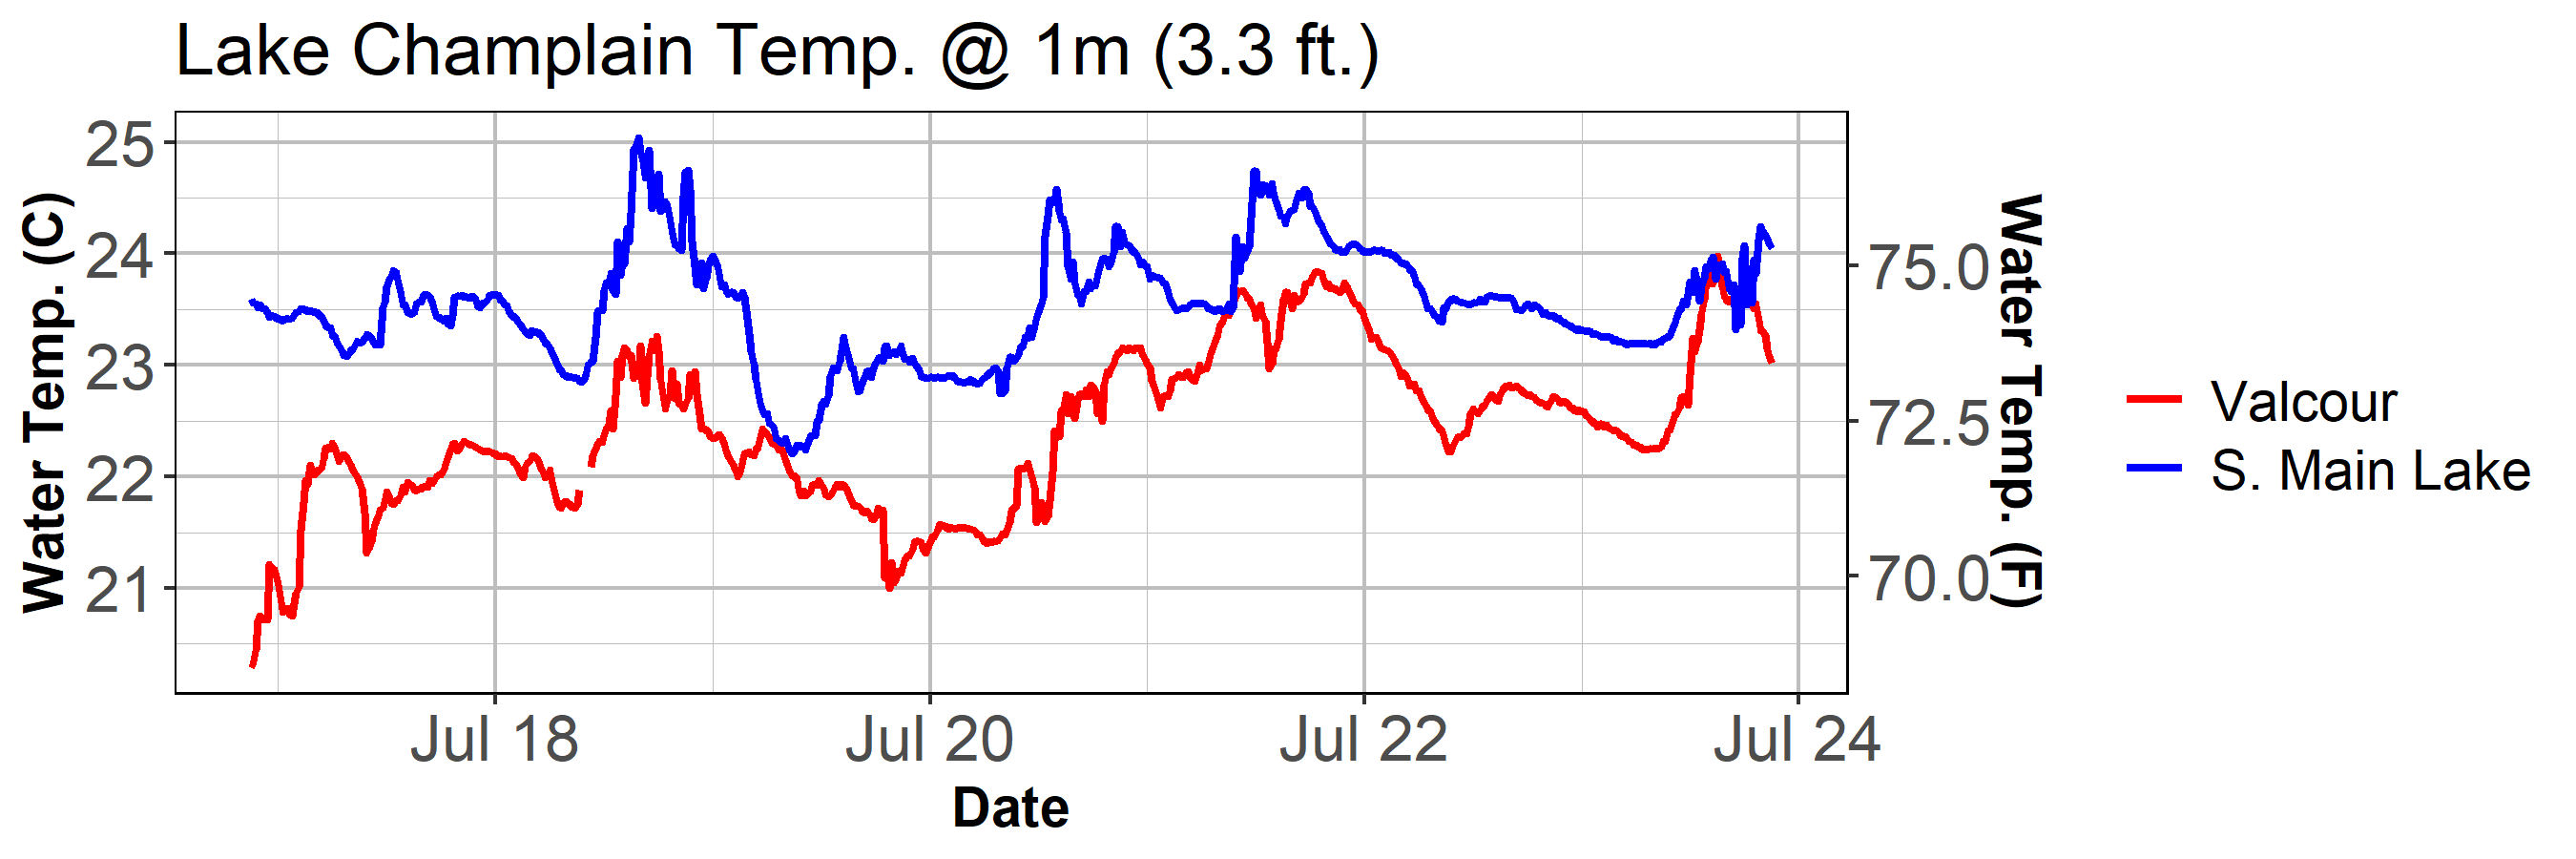 Lake Champlain Temp. @ 1m (3.3 ft.)
Water Temp. (C)
25
24
23
22
21
75.0
72.5
70.0
Water Temp. (F)
Jul 18
Jul 20
Jul 22
Jul 24
Date
Valcour
S. Main Lake